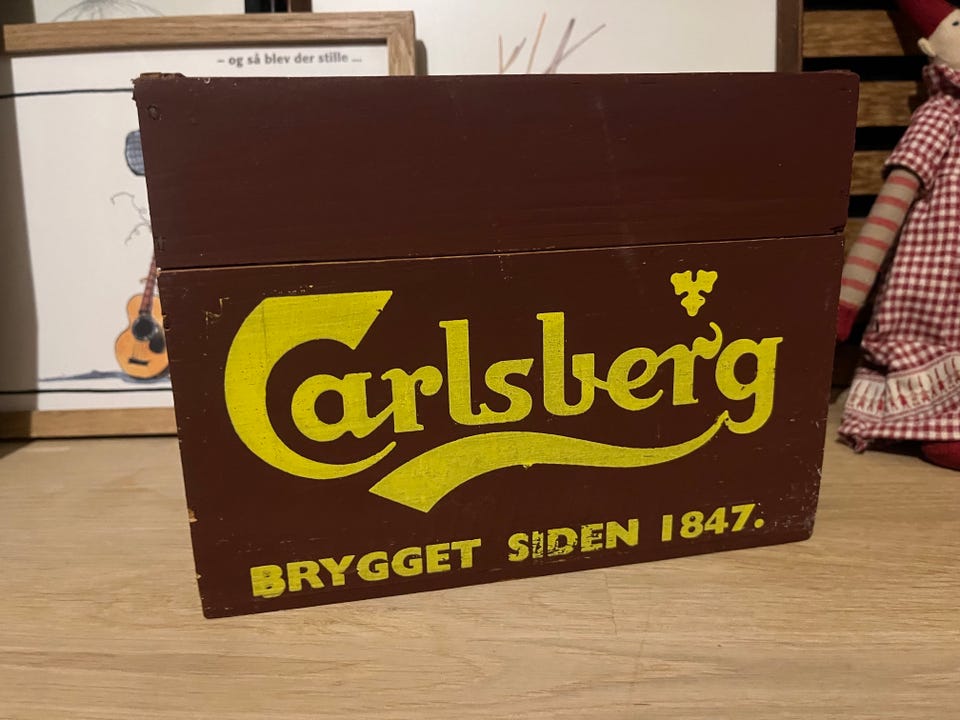 – og så blev der stille ...
Carlsberg
BRYGGET SIDEN 1847.